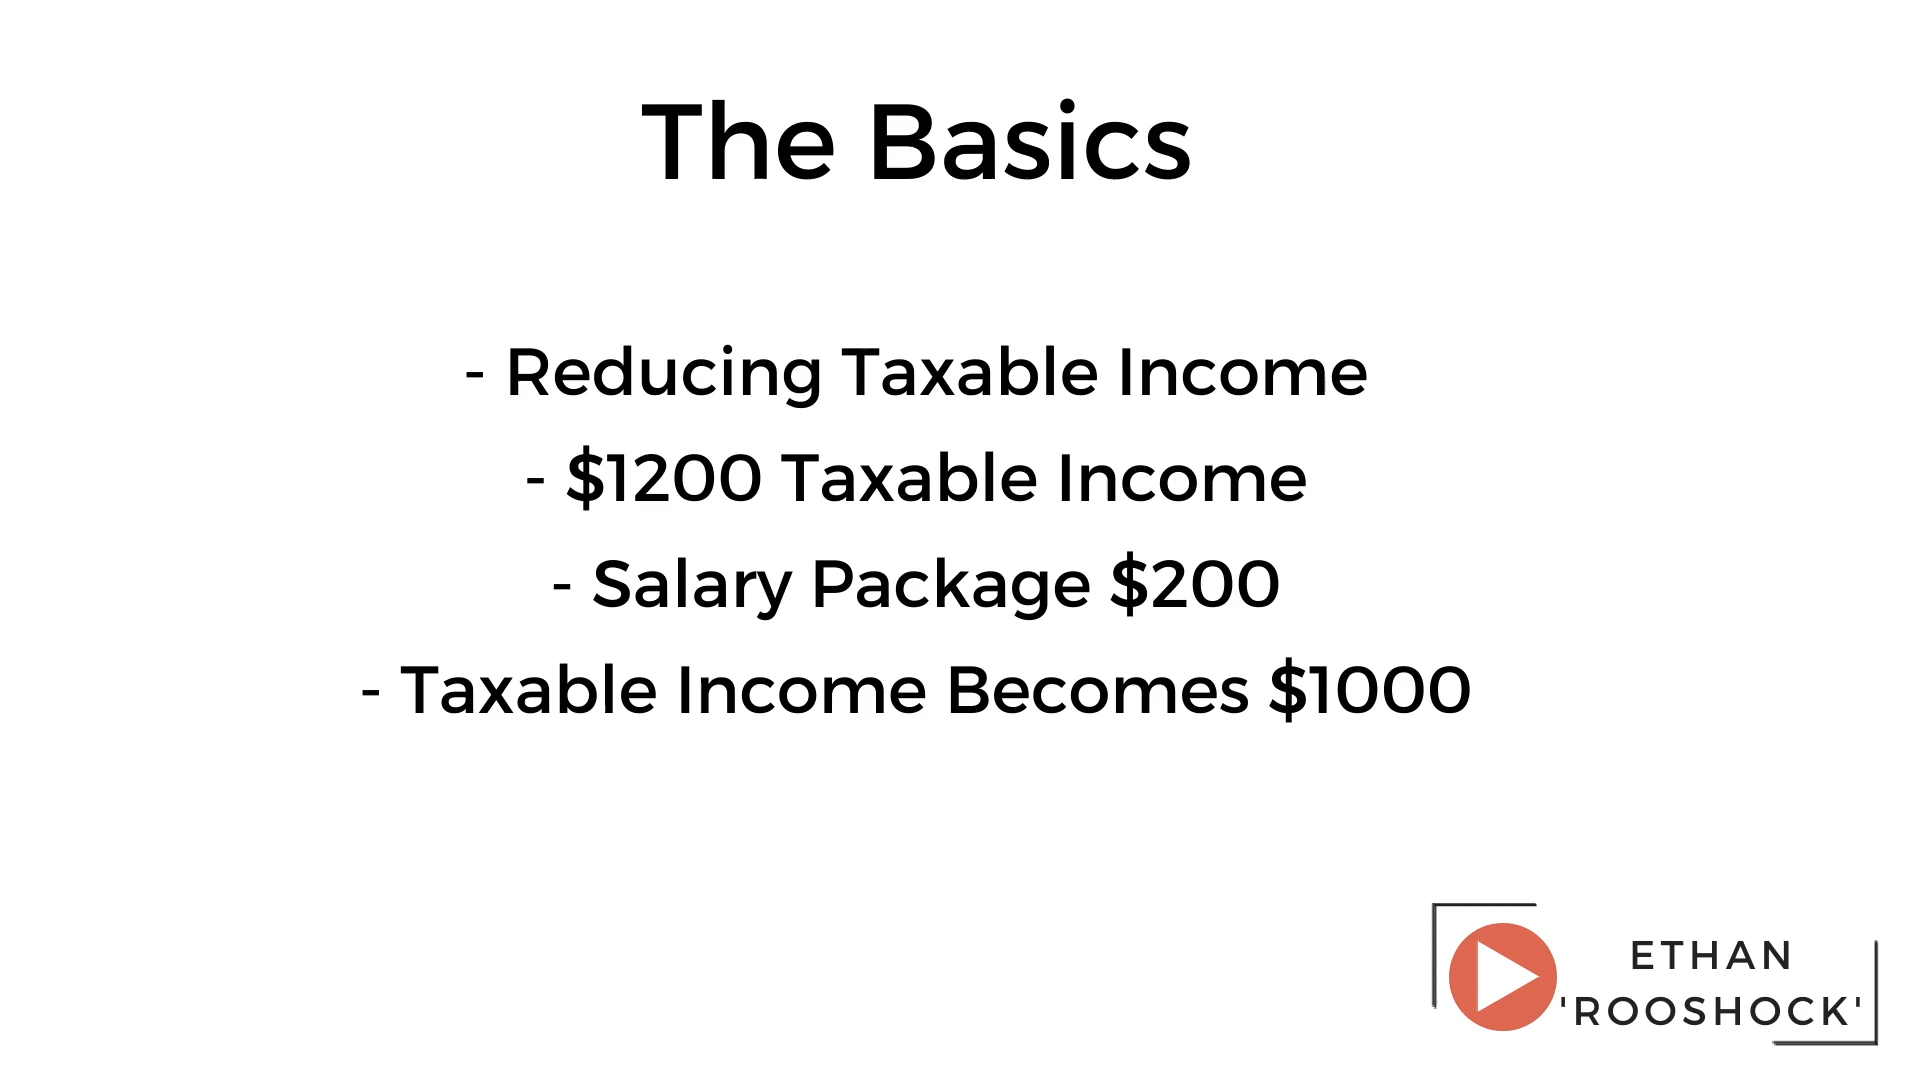 The Basics
- Reducing Taxable Income
- $1200 Taxable Income
- Salary Package $200
- Taxable Income Becomes $1000
ETHAN
'ROOSHOCK'